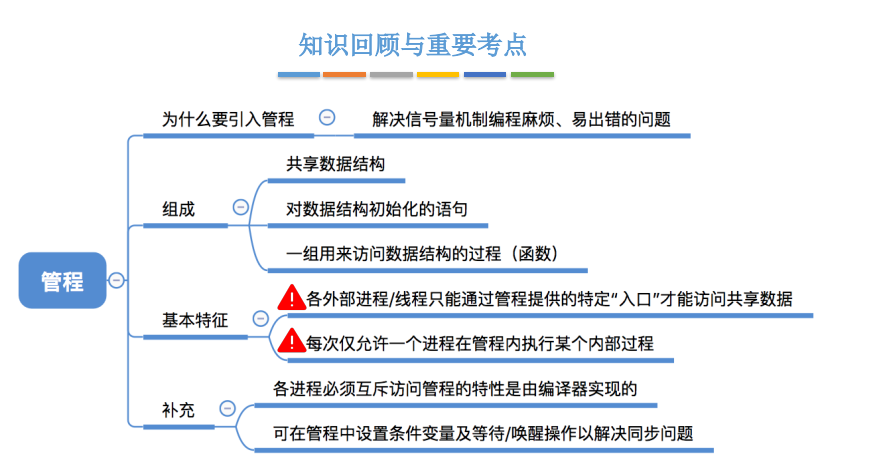 知识回顾与重要考点
为什么要引入管程
解决信号量机制编程麻烦、易出错的问题
共享数据结构
组成
对数据结构初始化的语句
一组用来访问数据结构的过程（函数）
管程
各外部进程/线程只能通过管程提供的特定“入口”才能访问共享数据
基本特征
每次仅允许一个进程在管程内执行某个内部过程
各进程必须互斥访问管程的特性是由编译器实现的
补充
可在管程中设置条件变量及等待/唤醒操作以解决同步问题